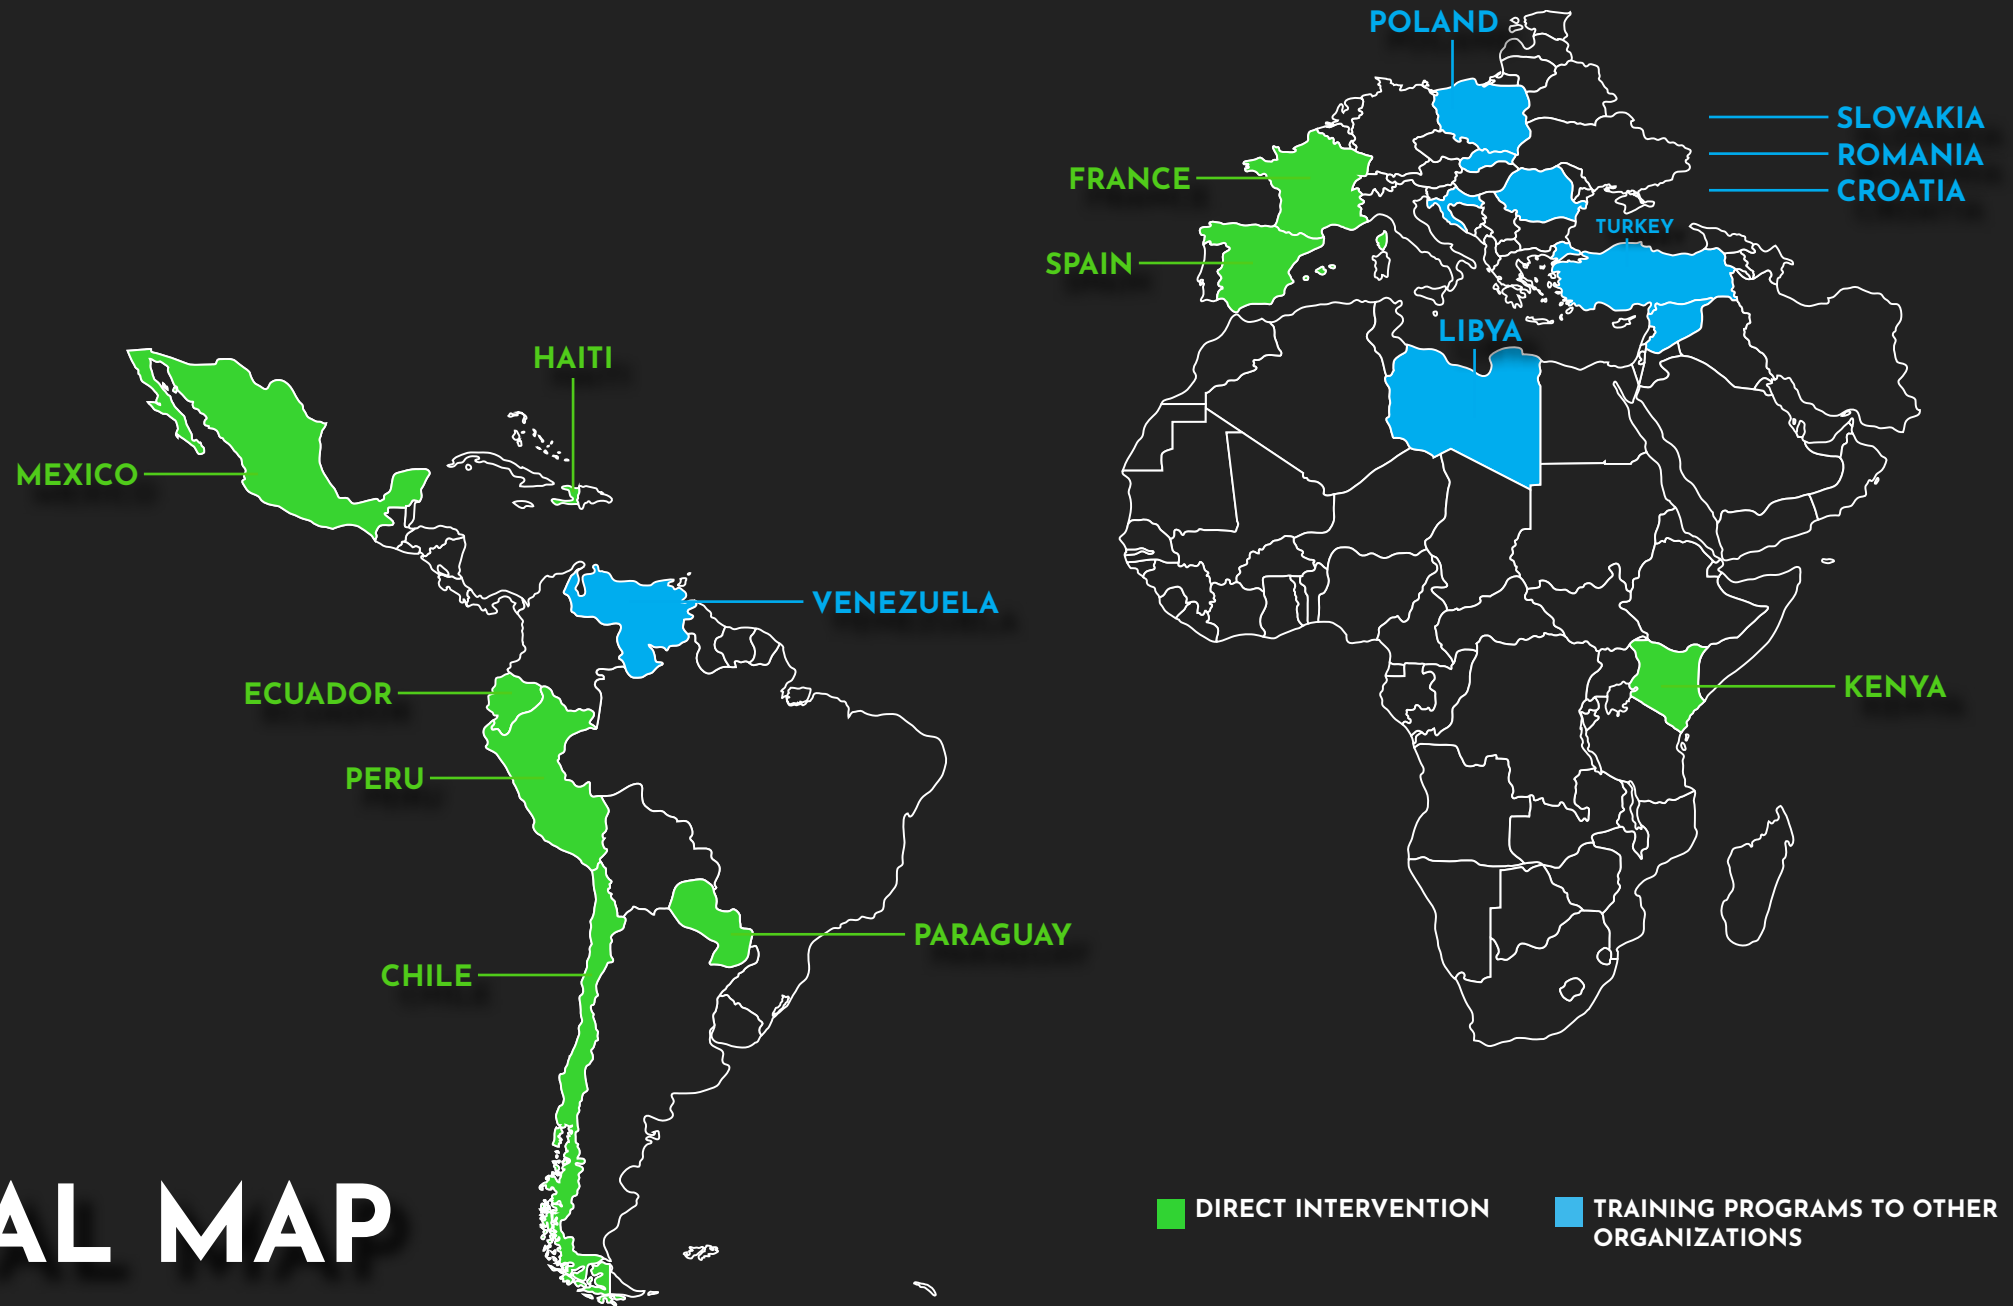 POLAND
SLOVAKIA
ROMANIA
CROATIA
FRANCE
TURKEY
SPAIN
LIBYA
HAITI
MEXICO
VENEZUELA
ECUADOR
KENYA
PERU
PARAGUAY
CHILE
AL MAP
DIRECT INTERVENTION
TRAINING PROGRAMS TO OTHER
ORGANIZATIONS